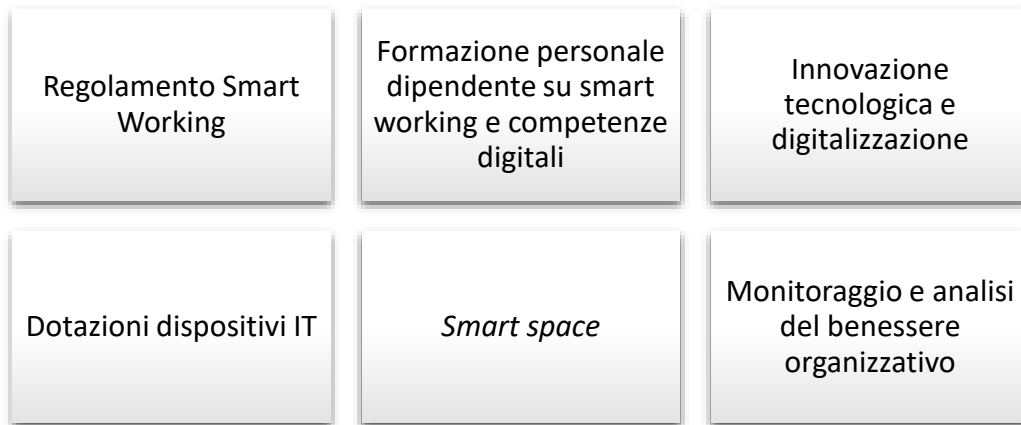 Regolamento Smart
Working
Formazione personale
dipendente su smart
working e competenze
digitali
Innovazione
tecnologica e
digitalizzazione
Dotazioni dispositivi IT
Smart space
Monitoraggio e analisi
del benessere
organizzativo